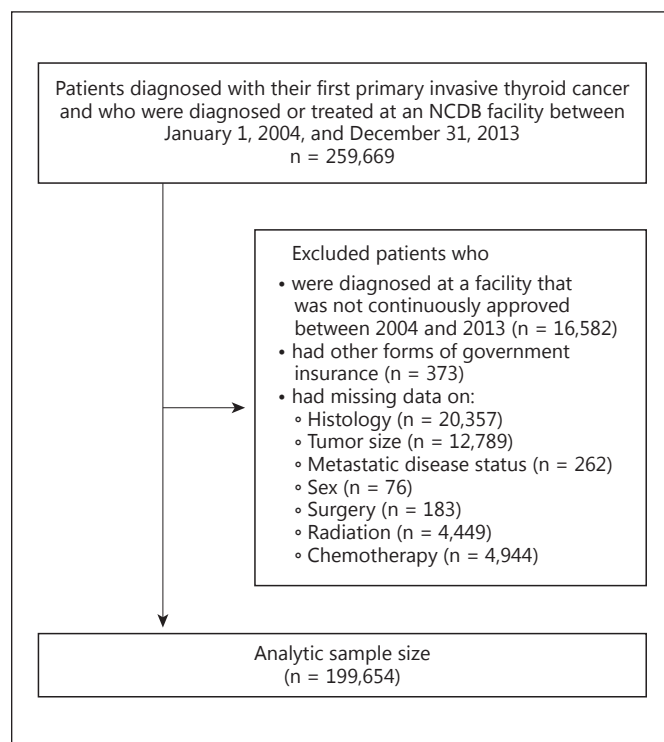 Patients diagnosed with their first primary invasive thyroid cancer
and who were diagnosed or treated at an NCDB facility between
January 1, 2004, and December 31, 2013
n = 259,669
Excluded patients who
• were diagnosed at a facility that
was not continuously approved
between 2004 and 2013 (n = 16,582)
• had other forms of government
insurance (n = 373)
• had missing data on:
∘ Histology (n = 20,357)
∘ Tumor size (n = 12,789)
∘ Metastatic disease status (n = 262)
∘ Sex (n = 76)
∘ Surgery (n = 183)
∘ Radiation (n = 4,449)
∘ Chemotherapy (n = 4,944)
Analytic sample size
(n = 199,654)